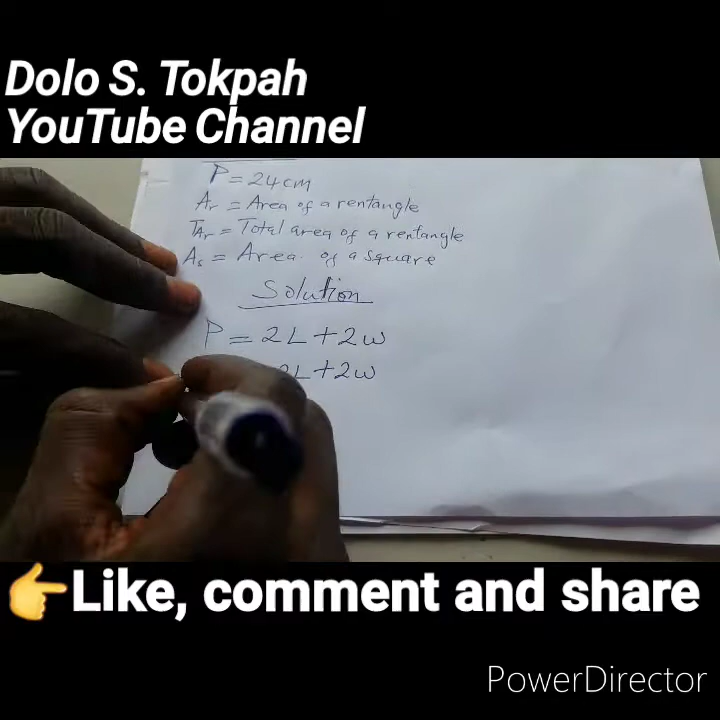 Dolo S. Tokpah
YouTube Channel
P = 24cm
Ar = Area of a rentangle
TAr = Total area of a rentangle
As = Area of a square
Solution
P = 2L + 2w
2L + 2w
👉Like, comment and share
PowerDirector